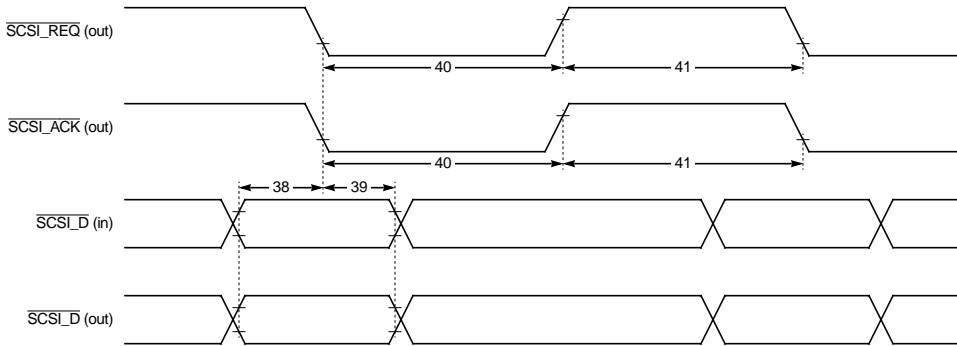 SCSI_REQ (out)
40
41
SCSI_ACK (out)
40
41
38
39
SCSI_D (in)
SCSI_D (out)